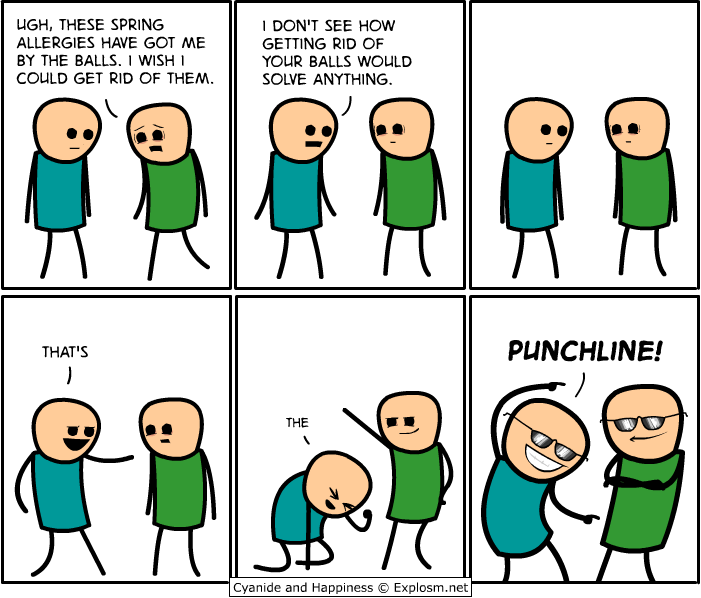 UGH, THESE SPRING
ALLERGIES HAVE GOT ME
BY THE BALLS. I WISH I
COULD GET RID OF THEM.
I DON'T SEE HOW
GETTING RID OF
YOUR BALLS WOULD
SOLVE ANYTHING.
THAT'S
THE
PUNCHLINE!
Cyanide and Happiness © Explosm.net